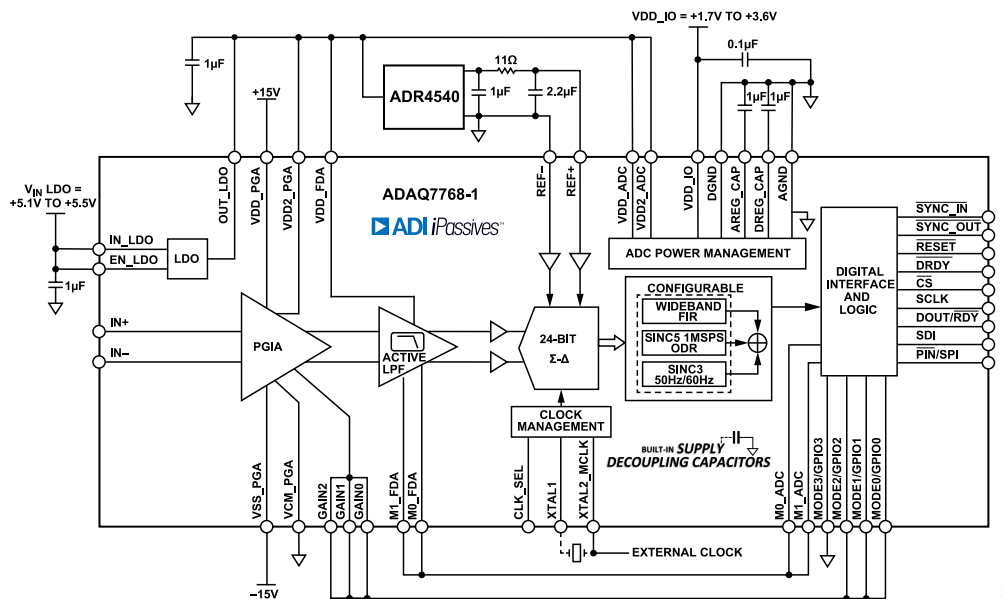 VDD_IO = +1.7V TO +3.6V
0.1µF
1µF
+15V
ADR4540
11Ω
1µF
2.2µF
1µF 1µF
V_IN LDO =
+5.1V TO +5.5V
OUT_LDO
VDD_PGA
VDD2_PGA
VDD_FDA
REF–
REF+
VDD_ADC
VDD2_ADC
VDD_IO
DGND
AREG_CAP
DREG_CAP
AGND
ADAQ7768-1
ADI iPassives™
IN_LDO
EN_LDO
LDO
1µF
ADC POWER MANAGEMENT
SYNC_IN
SYNC_OUT
RESET
DRDY
CS
SCLK
DOUT/RDY
SDI
PIN/SPI
DIGITAL
INTERFACE
AND
LOGIC
CONFIGURABLE
WIDEBAND
FIR
SINC5 1MSPS
ODR
SINC3
50Hz/60Hz
IN+
IN–
PGIA
ACTIVE
LPF
24-BIT
Σ-Δ
CLOCK
MANAGEMENT
BUILT-IN SUPPLY
DECOUPLING CAPACITORS
VSS_PGA
VCM_PGA
GAIN2
GAIN1
GAIN0
M1_FDA
M0_FDA
CLK_SEL
XTAL1
XTAL2_MCLK
M0_ADC
M1_ADC
MODE3/GPIO3
MODE2/GPIO2
MODE1/GPIO1
MODE0/GPIO0
EXTERNAL CLOCK
–15V